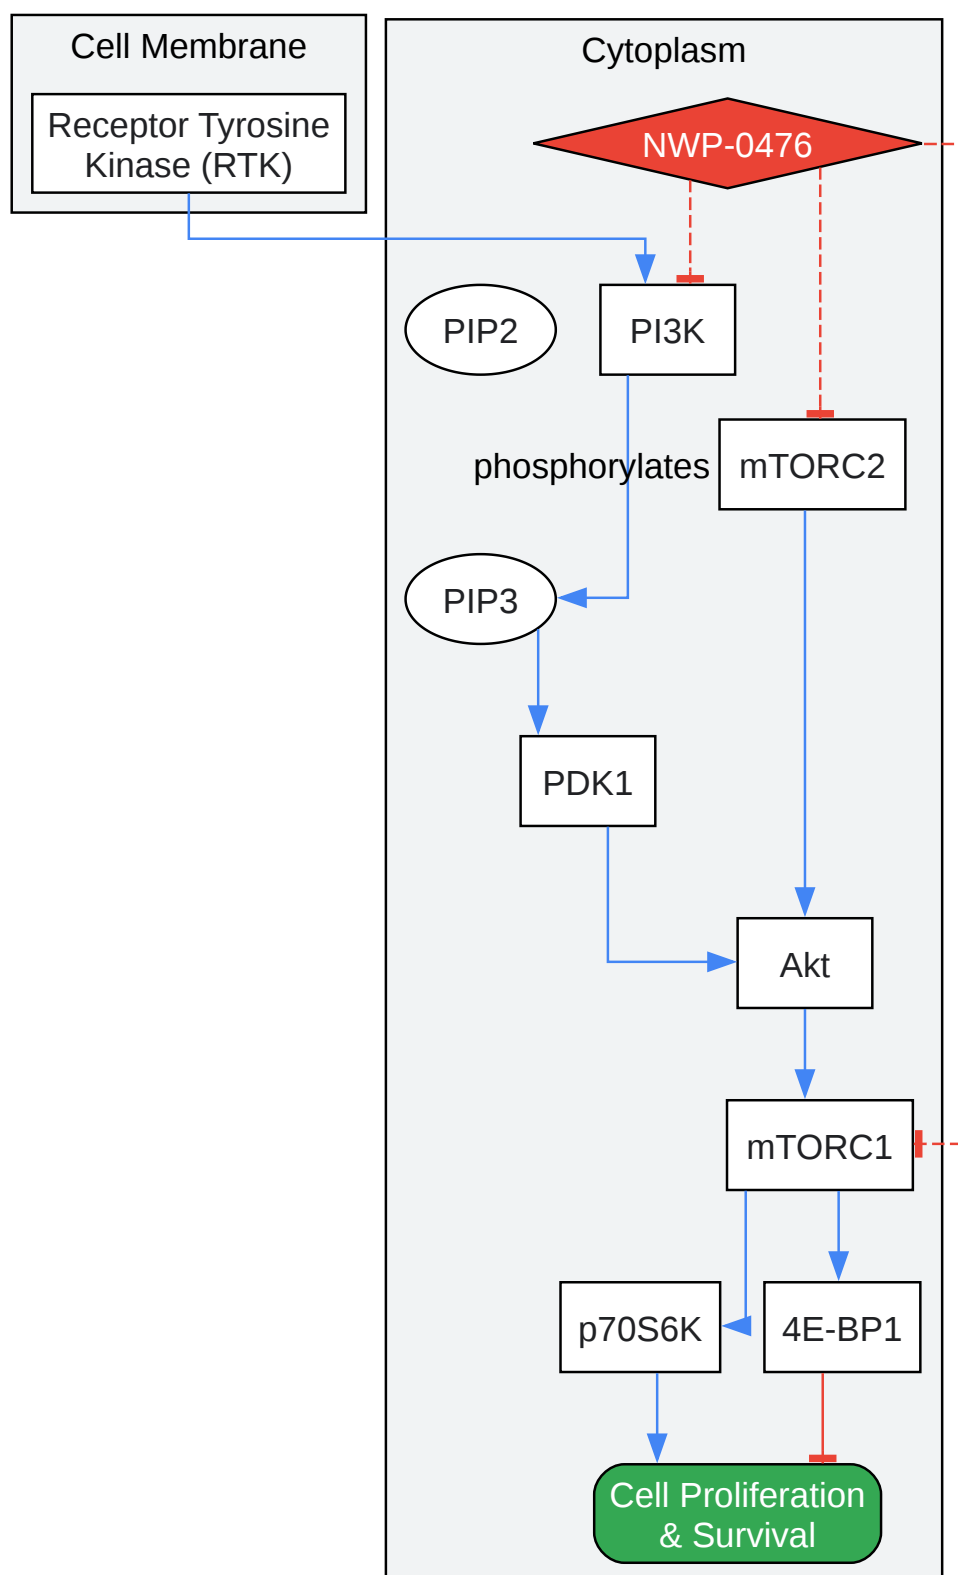 Cell Membrane
Receptor Tyrosine
Kinase (RTK)
Cytoplasm
NWP-0476
PIP2
PI3K
phosphorylates
mTORC2
PIP3
PDK1
Akt
mTORC1
p70S6K
4E-BP1
Cell Proliferation
& Survival